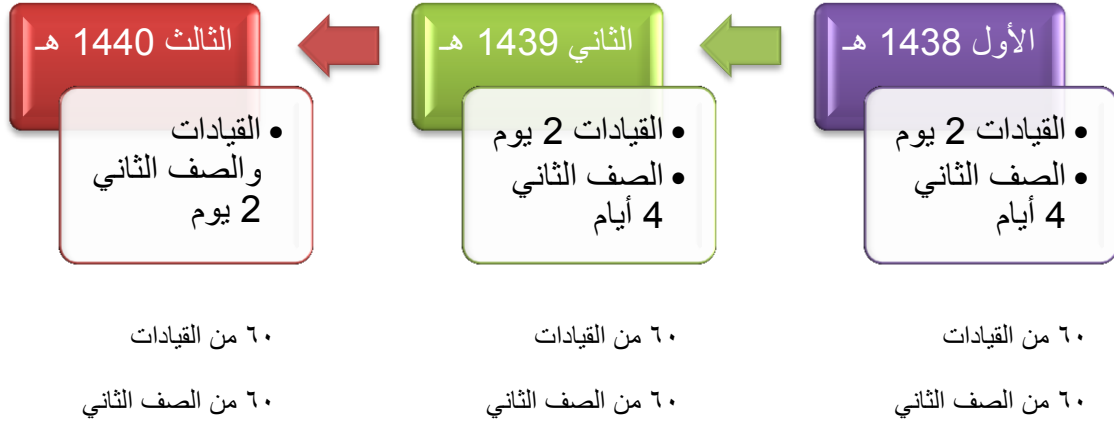 الأول 1438 هـ
• القيادات 2 يوم
• الصف الثاني
4 أيام
٦٠ من القيادات
٦٠ من الصف الثاني
الثاني 1439 هـ
• القيادات 2 يوم
• الصف الثاني
4 أيام
٦٠ من القيادات
٦٠ من الصف الثاني
الثالث 1440 هـ
• القيادات
والصف الثاني
2 يوم
٦٠ من القيادات
٦٠ من الصف الثاني